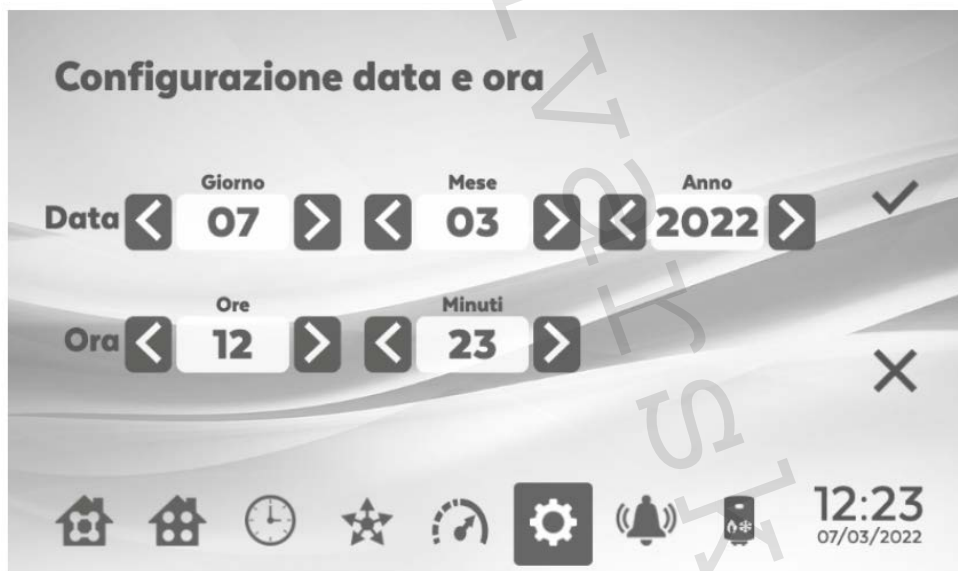 Configurazione data e ora
Giorno Mese Anno
Data 07 03 2022
Ore Minuti
Ora 12 23
12:23
07/03/2022